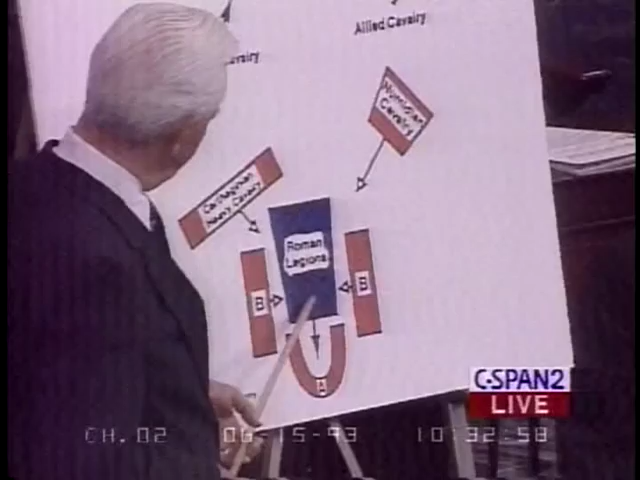 Cavalry
Allied Cavalry
Numidian
Cavalry
Carthaginian
Heavy Cavalry
Roman
Legions
B
B
A
C-SPAN2
LIVE
CH.02 06-15-93 10:32:58